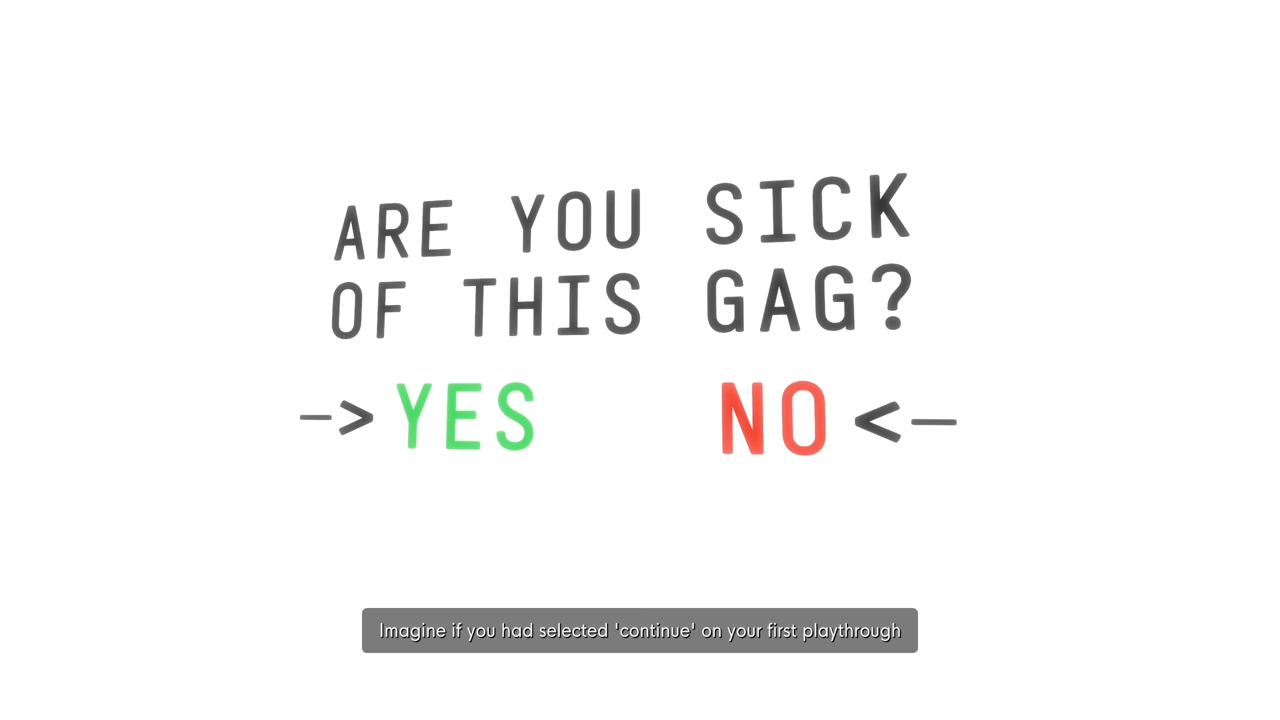 ARE YOU SICK
OF THIS GAG?
—> YES NO <—
Imagine if you had selected 'continue' on your first playthrough